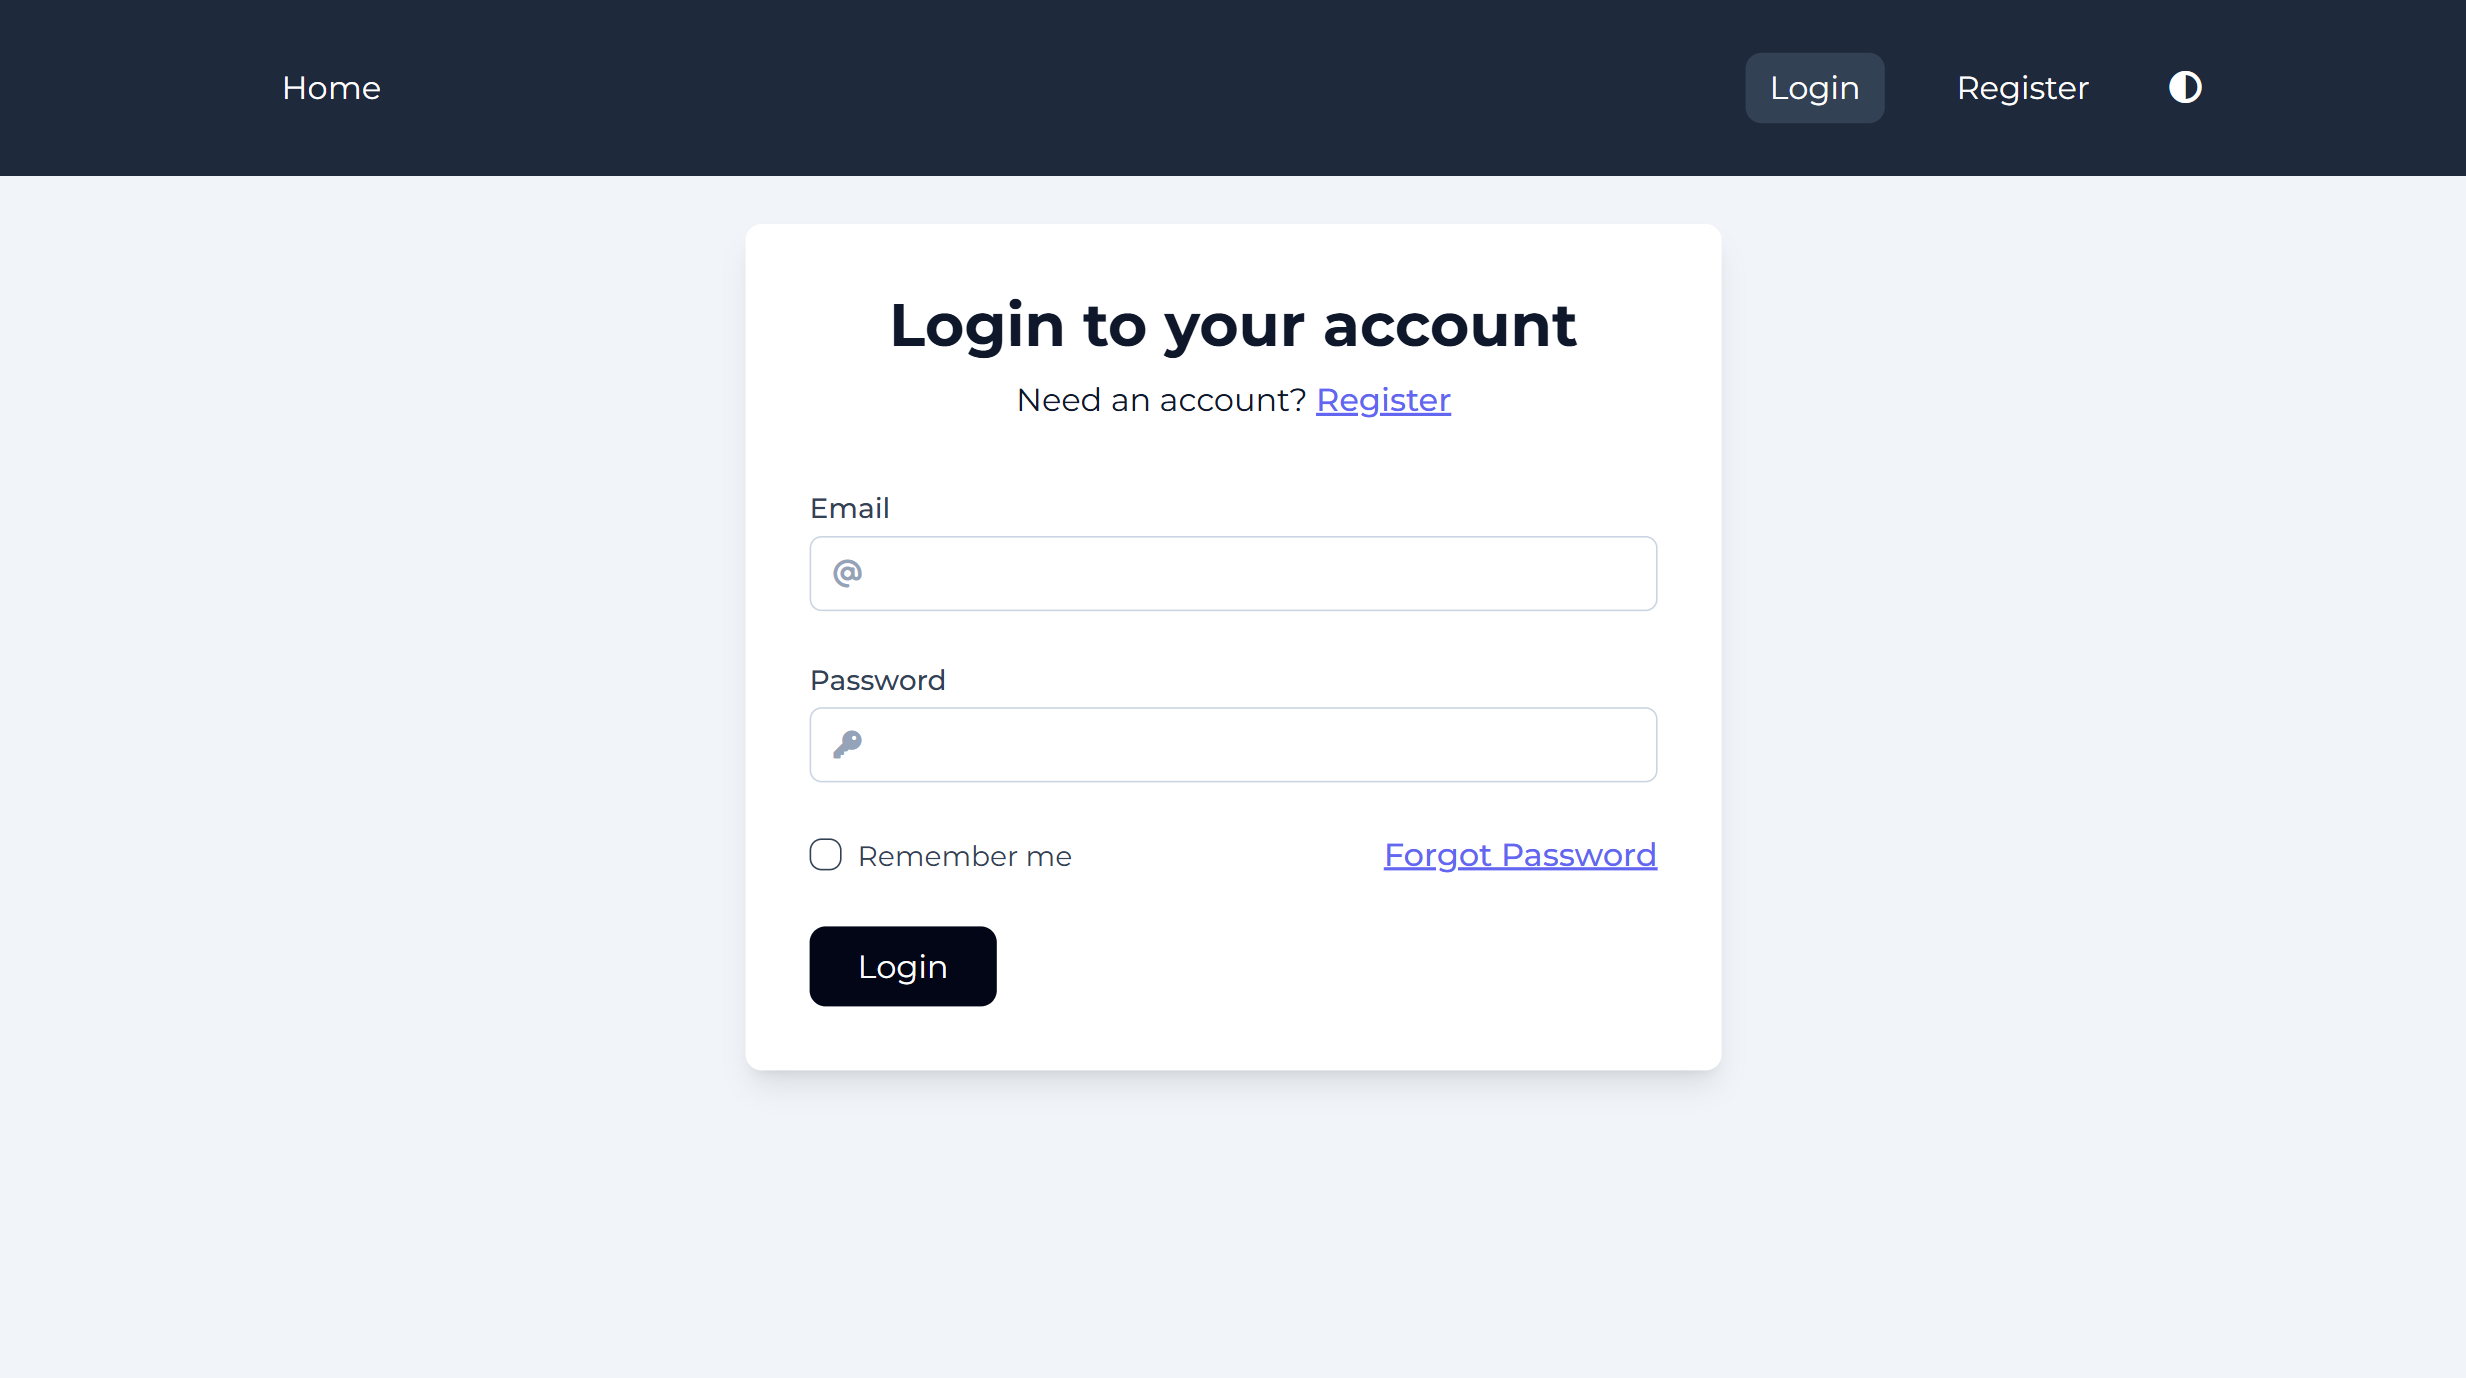 Home Login Register
Login to your account
Need an account? Register
Email
@
Password
Remember me Forgot Password
Login